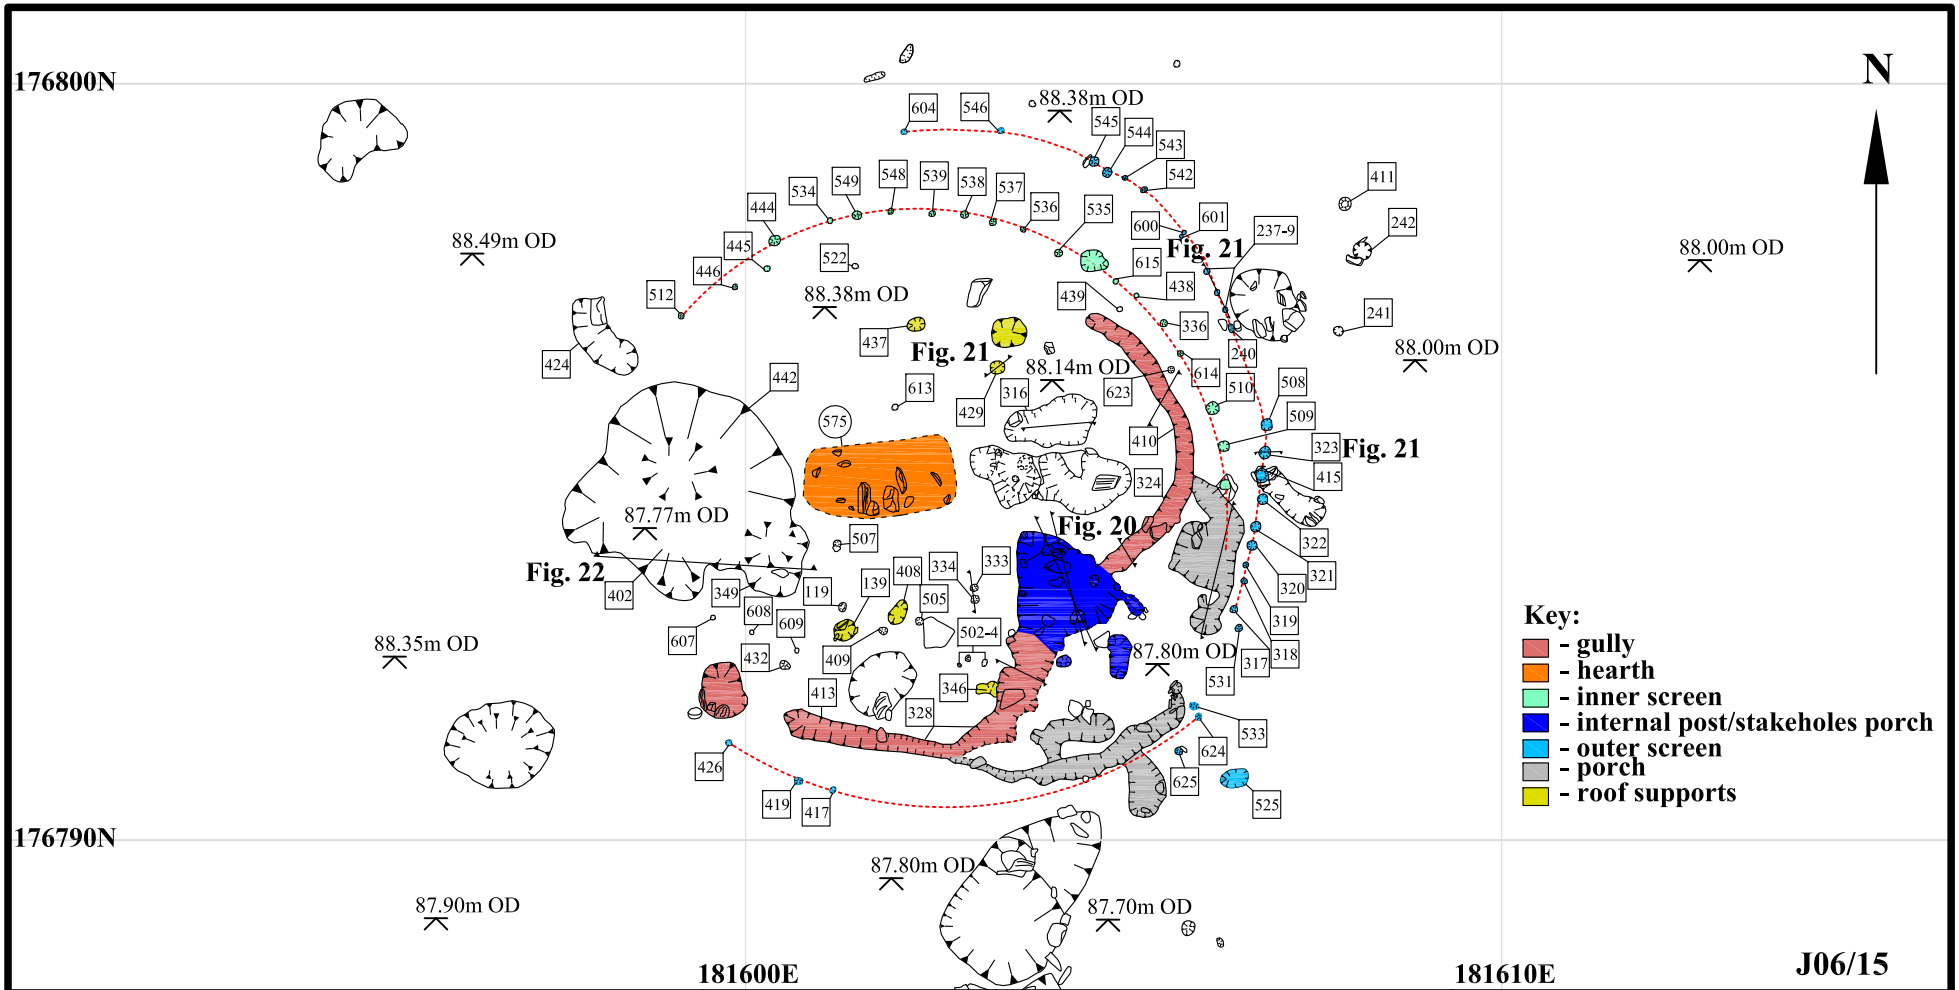 176800N
N
88.38m OD
604
546
545
544
543
542
411
242
534
549
548
539
538
537
536
535
600
601
237-9
444
Fig. 21
88.49m OD
445
446
522
615
88.00m OD
512
88.38m OD
439
438
336
241
437
Fig. 21
240
88.00m OD
424
88.14m OD
614
442
613
429
316
623
510
508
575
509
410
323
Fig. 21
415
324
87.77m OD
Fig. 20
507
322
Fig. 22
408
334
333
321
402
349
119
139
505
320
608
319
Key:
607
609
502-4
318
- gully
88.35m OD
432
409
87.80m OD
317
- hearth
346
531
- inner screen
413
328
- internal post/stakeholes porch
533
- outer screen
426
624
- porch
625
525
- roof supports
419
417
176790N
87.80m OD
87.90m OD
87.70m OD
181600E
181610E
J06/15